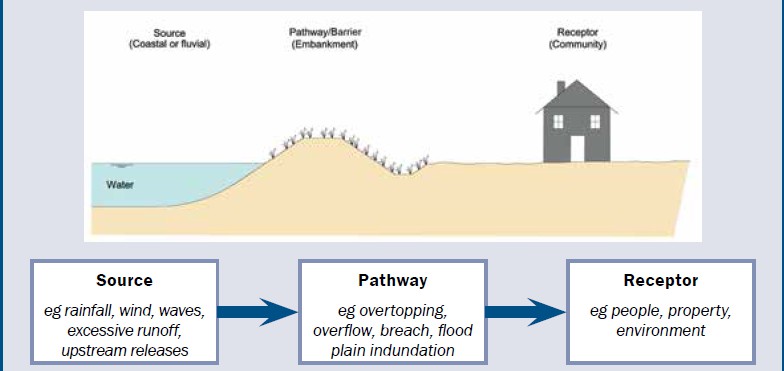 Source
(Coastal or fluvial)
Pathway/Barrier
(Embankment)
Receptor
(Community)
Water
Source
eg rainfall, wind, waves,
excessive runoff,
upstream releases
Pathway
eg overtopping,
overflow, breach, flood
plain indundation
Receptor
eg people, property,
environment